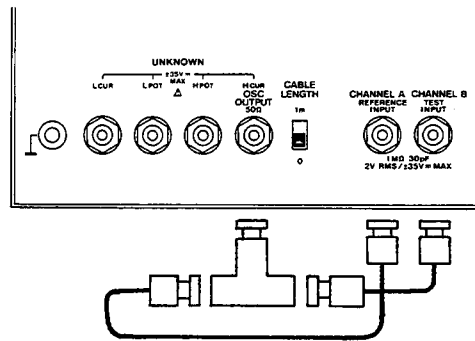 UNKNOWN
±35V⎓
MAX
L CUR L POT H POT H CUR
OSC
OUTPUT
50Ω
CABLE
LENGTH
1m
0
CHANNEL A CHANNEL B
REFERENCE TEST
INPUT INPUT
1MΩ 30pF
2V RMS/±35V⎓MAX